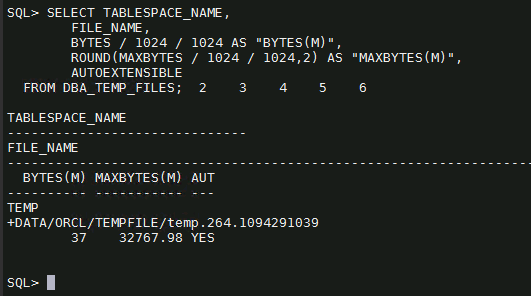 SQL> SELECT TABLESPACE_NAME,
        FILE_NAME,
        BYTES / 1024 / 1024 AS "BYTES(M)",
        ROUND(MAXBYTES / 1024 / 1024,2) AS "MAXBYTES(M)",
        AUTOEXTENSIBLE
  FROM DBA_TEMP_FILES;  2    3    4    5    6
TABLESPACE_NAME
------------------------------
FILE_NAME
--------------------------------------------------------------------------------
  BYTES(M) MAXBYTES(M) AUT
---------- ----------- ---
TEMP
+DATA/ORCL/TEMPFILE/temp.264.1094291039
        37    32767.98 YES
SQL>